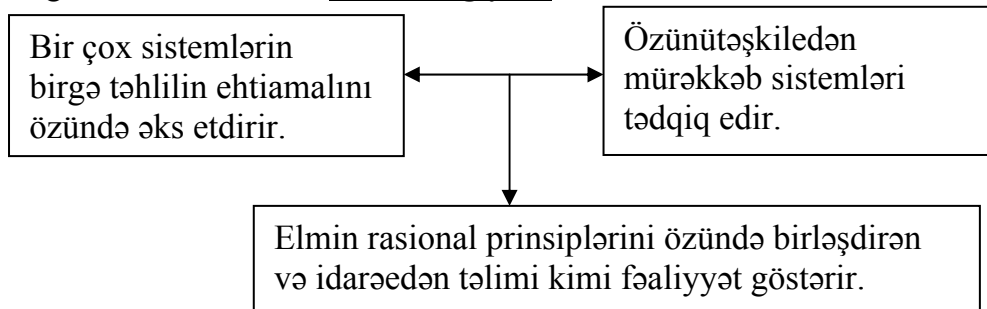 Bir çox sistemlərin
birgə təhlilin ehtiamalını
özündə əks etdirir.
Özünütəşkiledən
mürəkkəb sistemləri
tədqiq edir.
Elmin rasional prinsiplərini özündə birləşdirən
və idarəedən təlimi kimi fəaliyyət göstərir.